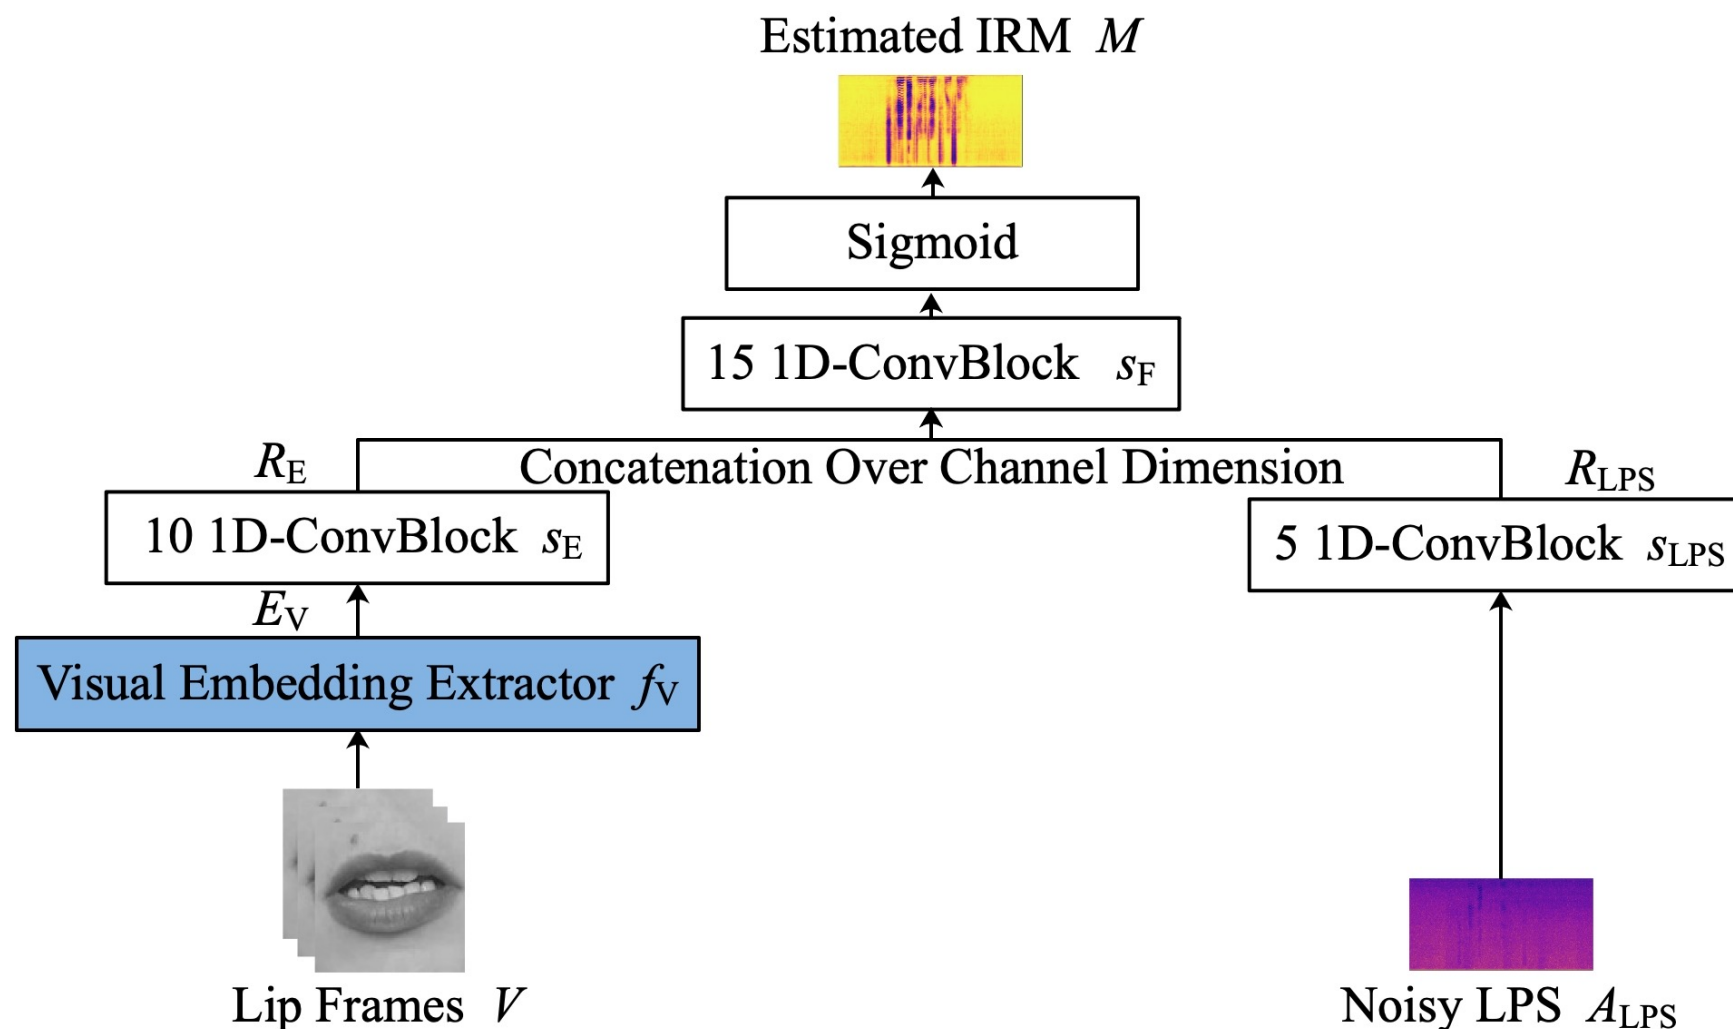 Estimated IRM M
Sigmoid
15 1D-ConvBlock sF
RE
Concatenation Over Channel Dimension
RLPS
10 1D-ConvBlock sE
5 1D-ConvBlock sLPS
EV
Visual Embedding Extractor fV
Lip Frames V
Noisy LPS ALPS